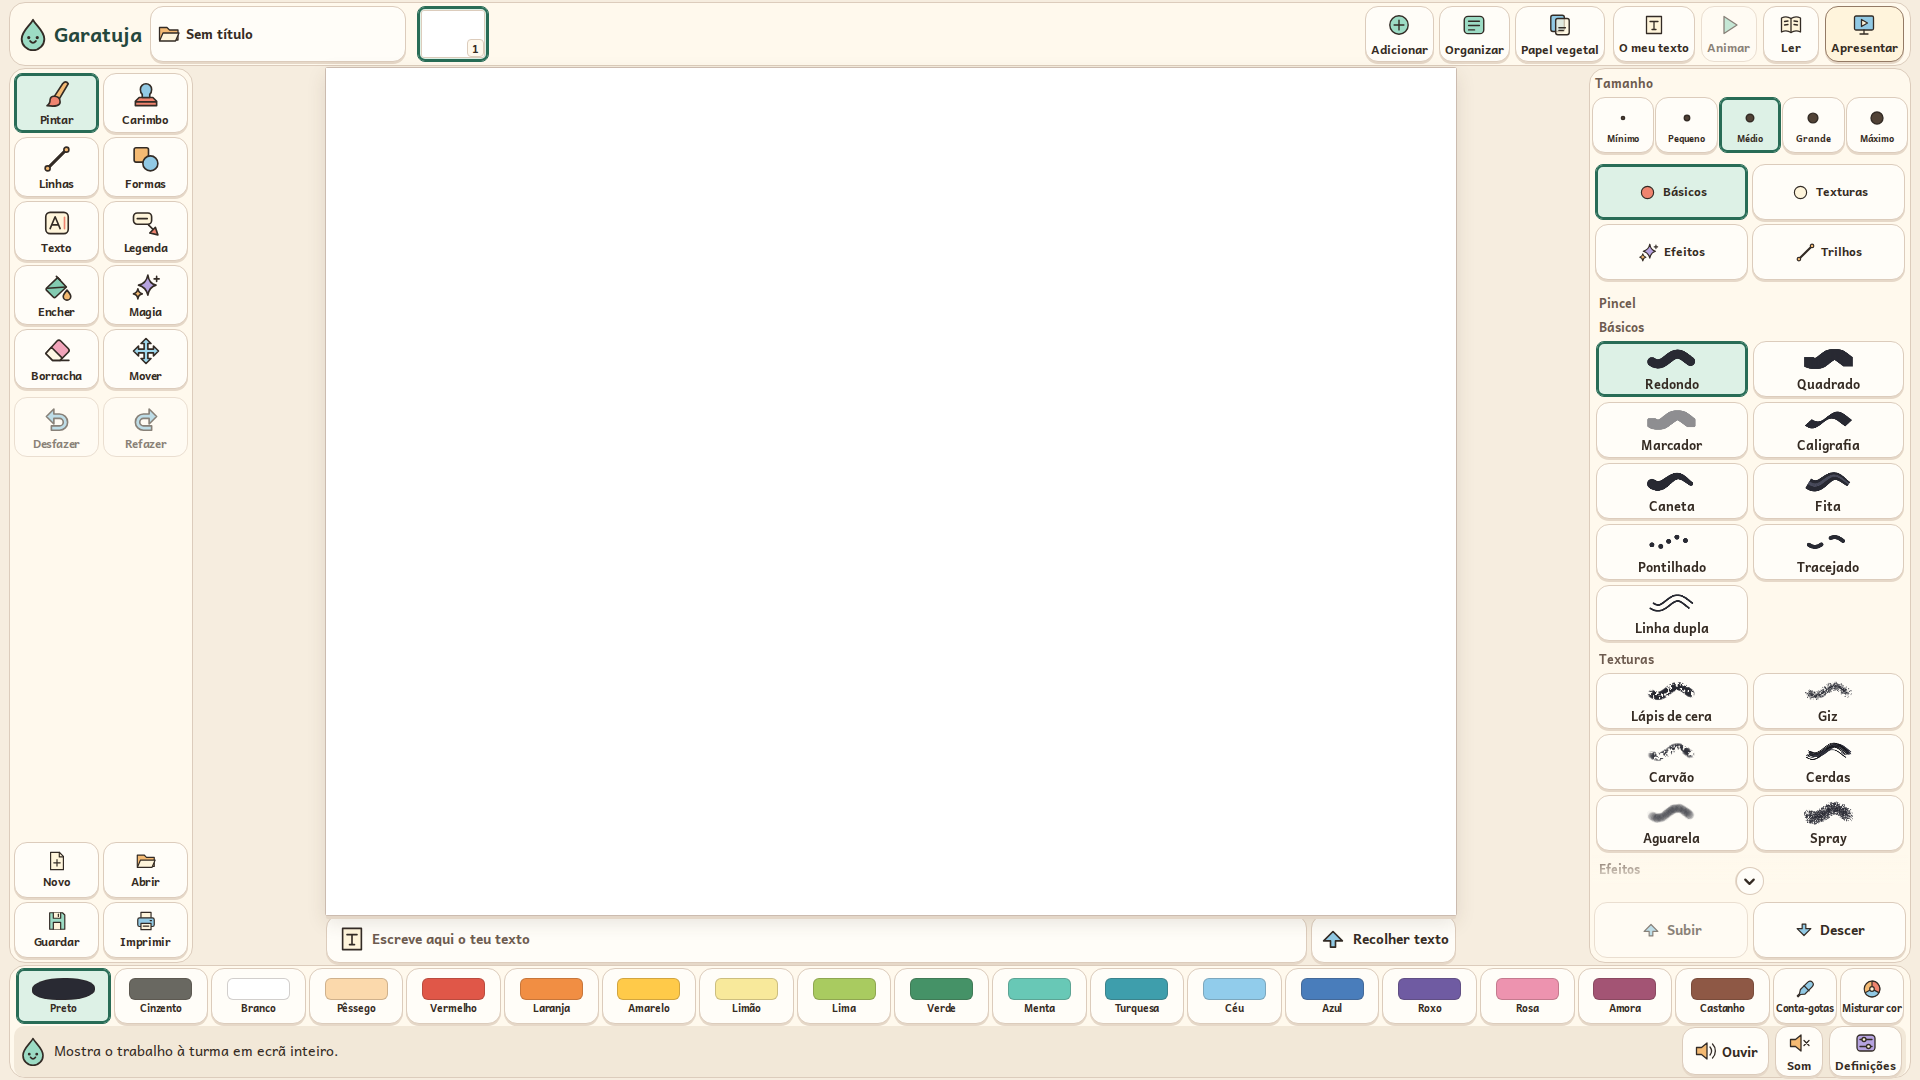 Garatuja
Sem título
1
Adicionar
Organizar
Papel vegetal
O meu texto
Animar
Ler
Apresentar
Pintar
Carimbo
Linhas
Formas
Texto
Legenda
Encher
Magia
Borracha
Mover
Desfazer
Refazer
Novo
Abrir
Guardar
Imprimir
Escreve aqui o teu texto
Recolher texto
Tamanho
Mínimo
Pequeno
Médio
Grande
Máximo
Básicos
Texturas
Efeitos
Trilhos
Pincel
Básicos
Redondo
Quadrado
Marcador
Caligrafia
Caneta
Fita
Pontilhado
Tracejado
Linha dupla
Texturas
Lápis de cera
Giz
Carvão
Cerdas
Aguarela
Spray
Efeitos
Subir
Descer
Preto
Cinzento
Branco
Pêssego
Vermelho
Laranja
Amarelo
Limão
Lima
Verde
Menta
Turquesa
Céu
Azul
Roxo
Rosa
Amora
Castanho
Conta-gotas
Misturar cor
Mostra o trabalho à turma em ecrã inteiro.
Ouvir
Som
Definições